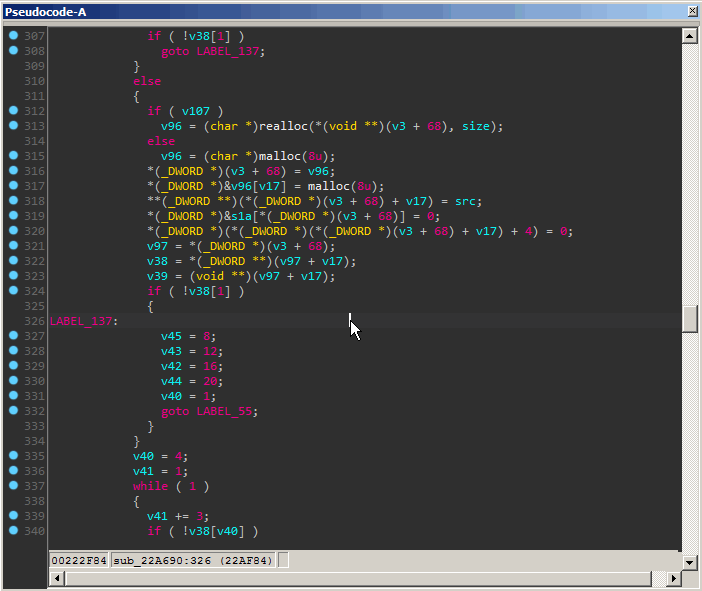 Pseudocode-A
307 if ( !v38[1] )
308 goto LABEL_137;
309 }
310 else
311 {
312 if ( v107 )
313 v96 = (char *)realloc(*(void **)(v3 + 68), size);
314 else
315 v96 = (char *)malloc(8u);
316 *(_DWORD *)(v3 + 68) = v96;
317 *(_DWORD *)&v96[v17] = malloc(8u);
318 **(_DWORD **)(*(_DWORD *)(v3 + 68) + v17) = src;
319 *(_DWORD *)&s1a[*(_DWORD *)(v3 + 68)] = 0;
320 *(_DWORD *)(*(_DWORD *)(*(_DWORD *)(v3 + 68) + v17) + 4) = 0;
321 v97 = *(_DWORD *)(v3 + 68);
322 v38 = *(_DWORD **)(v97 + v17);
323 v39 = (void **)(v97 + v17);
324 if ( !v38[1] )
325 {
326 LABEL_137:
327 v45 = 8;
328 v43 = 12;
329 v42 = 16;
330 v44 = 20;
331 v40 = 1;
332 goto LABEL_55;
333 }
334 }
335 v40 = 4;
336 v41 = 1;
337 while ( 1 )
338 {
339 v41 += 3;
340 if ( !v38[v40] )
00222F84 sub_22A690:326 (22AF84)